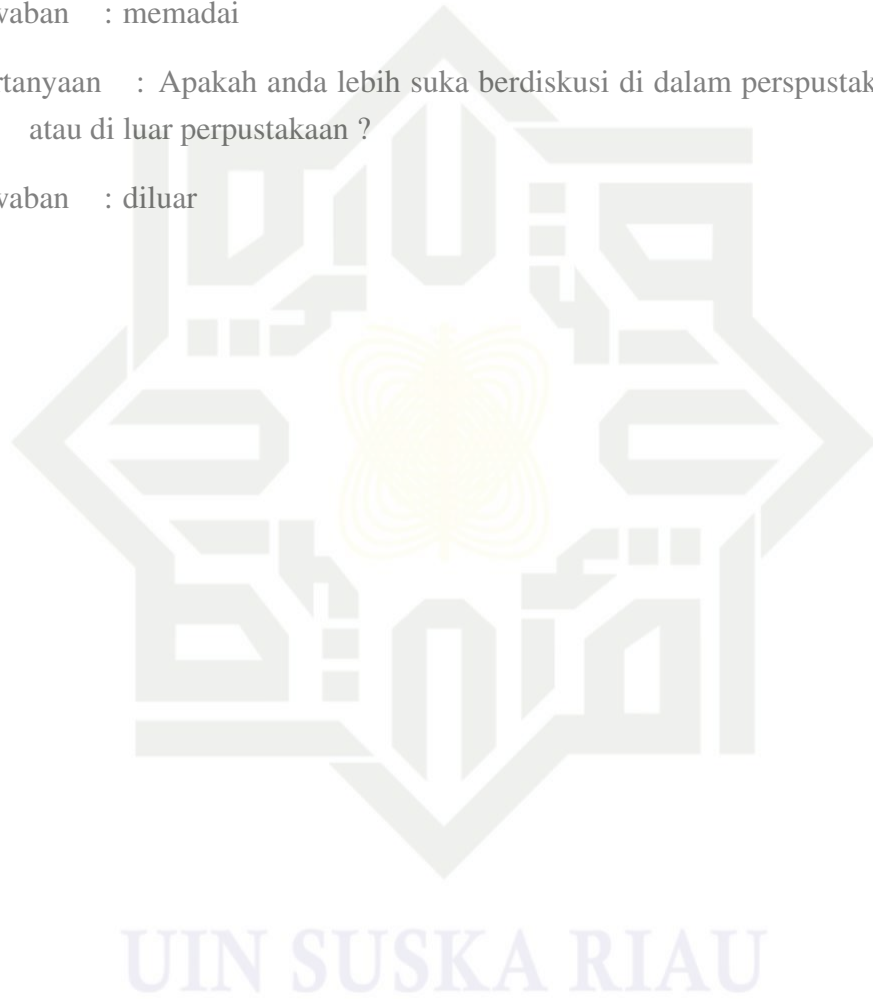 waban : memadai
rtanyaan : Apakah anda lebih suka berdiskusi di dalam perspustak
atau di luar perpustakaan ?
waban : diluar
UIN SUSKA RIAU